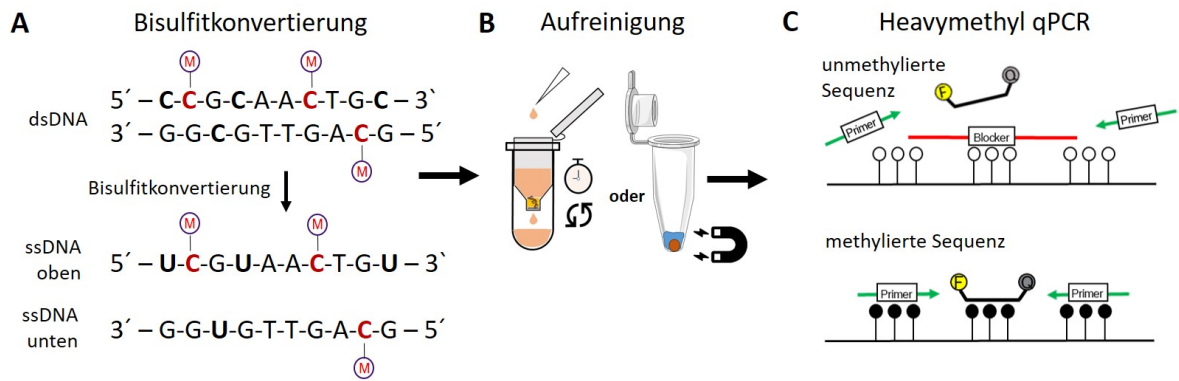 A Bisulfitkonvertierung
M M
5´ – C-C-G-C-A-A-C-T-G-C – 3`
dsDNA
3´ – G-G-C-G-T-T-G-A-C-G – 5´
M
Bisulfitkonvertierung
M M
ssDNA
oben
5´ – U-C-G-U-A-A-C-T-G-U – 3`
ssDNA
unten
3´ – G-G-U-G-T-T-G-A-C-G – 5´
M
B Aufreinigung
oder
C Heavymethyl qPCR
unmethylierte
Sequenz
F Q
Primer Blocker Primer
methylierte Sequenz
F Q
Primer Primer